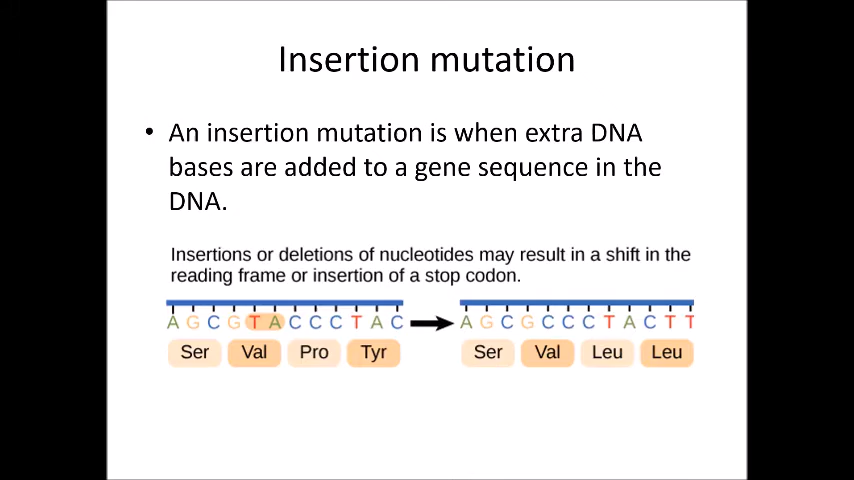 Insertion mutation
• An insertion mutation is when extra DNA
bases are added to a gene sequence in the
DNA.
Insertions or deletions of nucleotides may result in a shift in the
reading frame or insertion of a stop codon.
A G C G T A C C C T A C
Ser Val Pro Tyr
A G C G C C C T A C T T
Ser Val Leu Leu